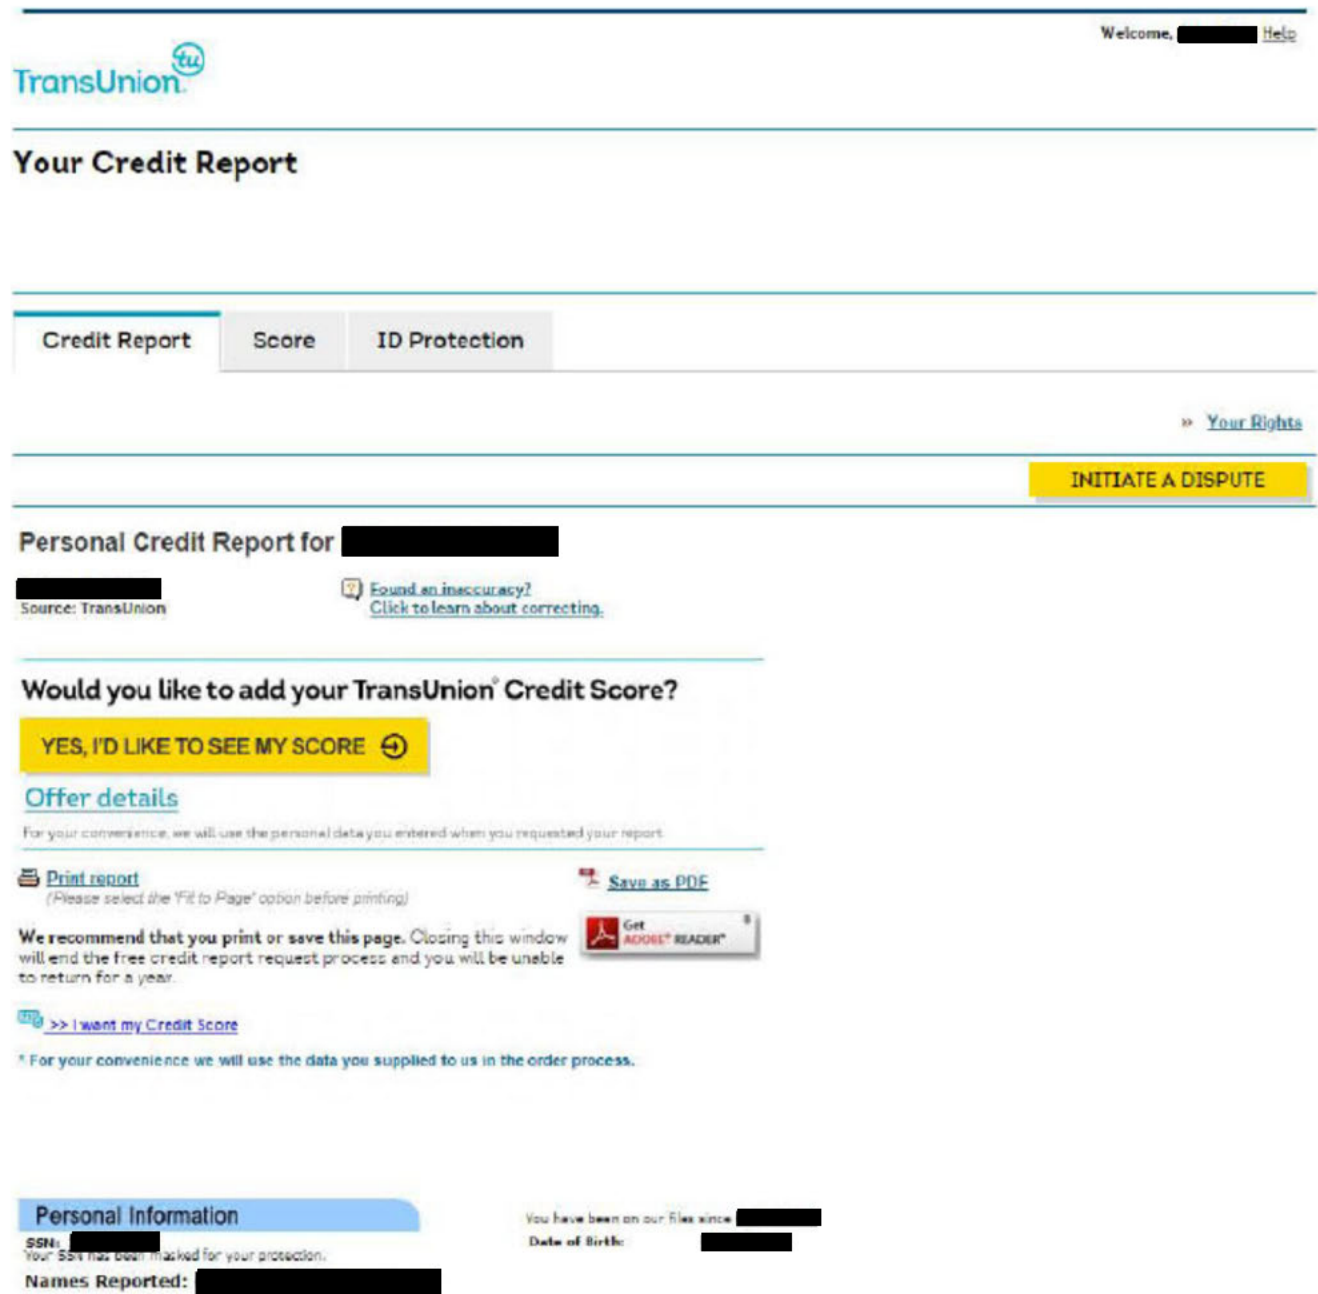 Welcome, Help
tu
TransUnion.
Your Credit Report
Credit Report Score ID Protection
» Your Rights
INITIATE A DISPUTE
Personal Credit Report for
Source: TransUnion
Found an inaccuracy?
Click to learn about correcting.
Would you like to add your TransUnion® Credit Score?
YES, I'D LIKE TO SEE MY SCORE
Offer details
For your convenience, we will use the personal data you entered when you requested your report.
Print report
(Please select the "Fit to Page" option before printing)
Save as PDF
We recommend that you print or save this page. Closing this window
will end the free credit report request process and you will be unable
to return for a year.
Get
ADOBE® READER®
>> I want my Credit Score
* For your convenience we will use the data you supplied to us in the order process.
Personal Information
You have been on our files since
SSN:
Date of Birth:
Your SSN has been masked for your protection.
Names Reported: